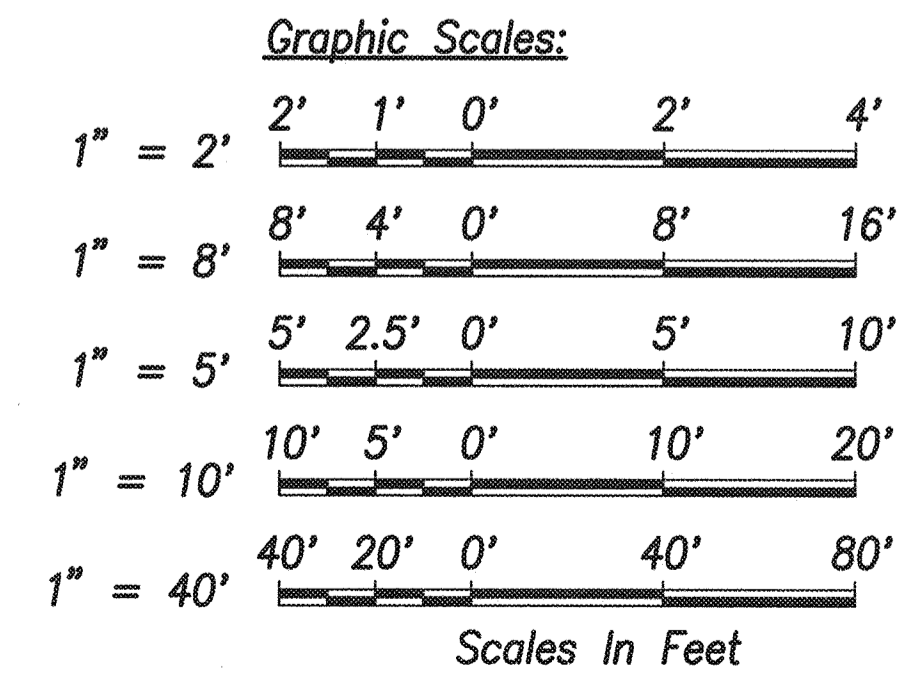 Graphic Scales:
2' 1' 0' 2' 4'
1" = 2'
8' 4' 0' 8' 16'
1" = 8'
5' 2.5' 0' 5' 10'
1" = 5'
10' 5' 0' 10' 20'
1" = 10'
40' 20' 0' 40' 80'
1" = 40'
Scales In Feet